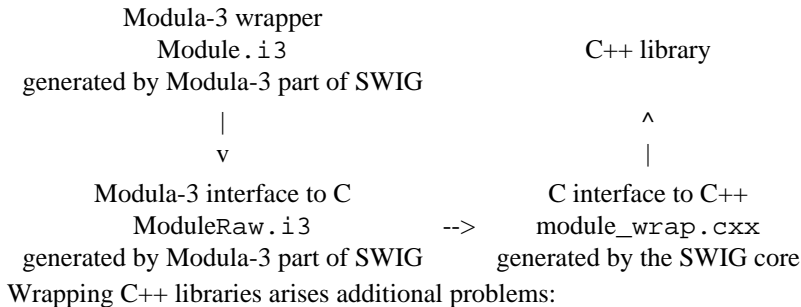 Modula-3 wrapper
Module.i3 C++ library
generated by Modula-3 part of SWIG
| ^
v |
Modula-3 interface to C C interface to C++
ModuleRaw.i3 --> module_wrap.cxx
generated by Modula-3 part of SWIG generated by the SWIG core
Wrapping C++ libraries arises additional problems: